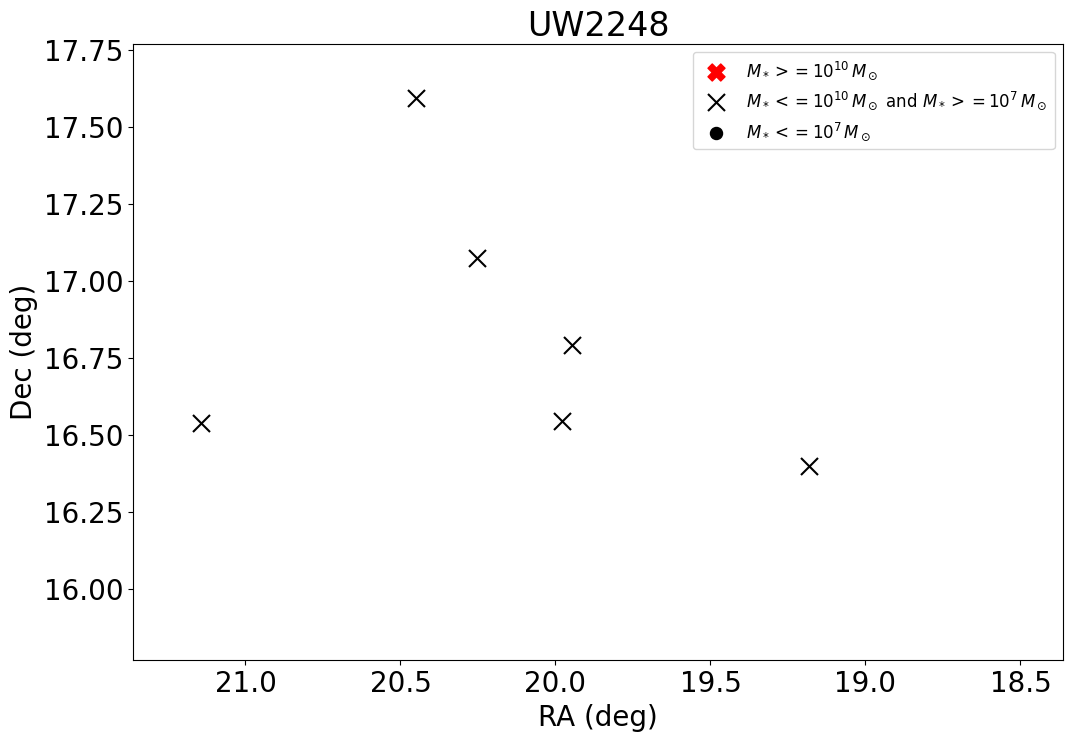 UW2248
17.75
17.50
17.25
17.00
16.75
16.50
16.25
16.00
Dec (deg)
M* >= 10^10 M⊙
M* <= 10^10 M⊙ and M* >= 10^7 M⊙
M* <= 10^7 M⊙
21.0 20.5 20.0 19.5 19.0 18.5
RA (deg)